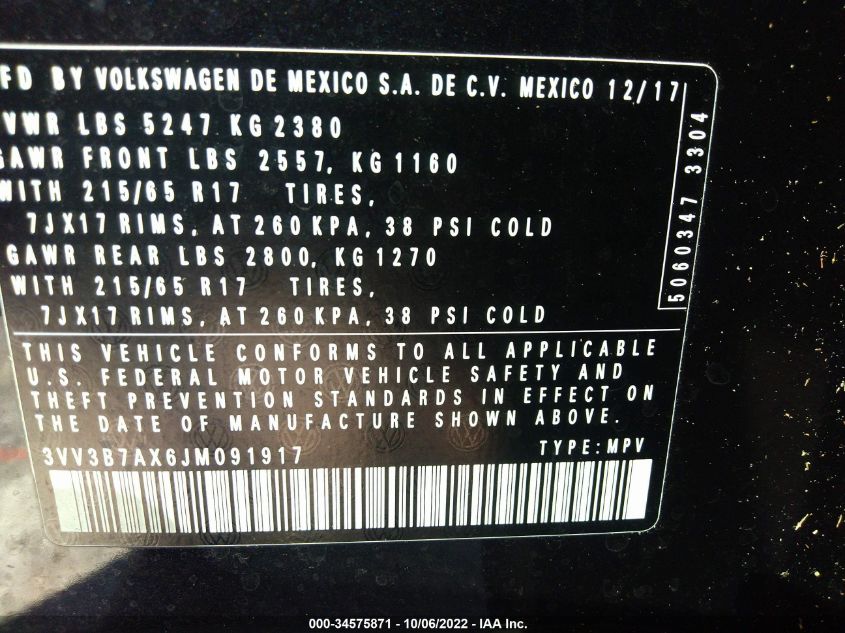 FD BY VOLKSWAGEN DE MEXICO S.A. DE C.V. MEXICO 12/17
VWR LBS 5247 KG 2380
GAWR FRONT LBS 2557, KG 1160
WITH 215/65 R17 TIRES,
7JX17 RIMS, AT 260 KPA, 38 PSI COLD
GAWR REAR LBS 2800, KG 1270
WITH 215/65 R17 TIRES,
7JX17 RIMS, AT 260 KPA, 38 PSI COLD
5060347 3304
THIS VEHICLE CONFORMS TO ALL APPLICABLE
U.S. FEDERAL MOTOR VEHICLE SAFETY AND
THEFT PREVENTION STANDARDS IN EFFECT ON
THE DATE OF MANUFACTURE SHOWN ABOVE.
3VV3B7AX6JM091917 TYPE: MPV
000-34575871 - 10/06/2022 - IAA Inc.